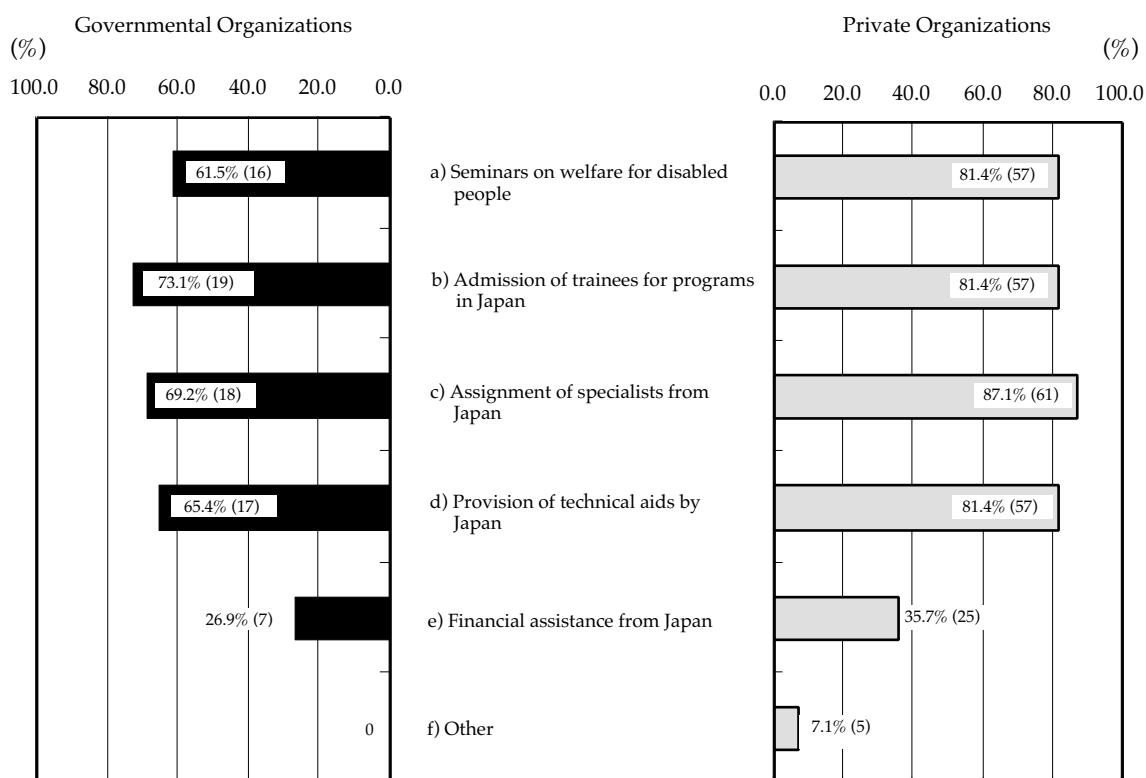 Governmental Organizations
Private Organizations
(%)
(%)
100.0 80.0 60.0 40.0 20.0 0.0
0.0 20.0 40.0 60.0 80.0 100.0
61.5% (16)
a) Seminars on welfare for disabled
people
81.4% (57)
73.1% (19)
b) Admission of trainees for programs
in Japan
81.4% (57)
69.2% (18)
c) Assignment of specialists from
Japan
87.1% (61)
65.4% (17)
d) Provision of technical aids by
Japan
81.4% (57)
26.9% (7)
e) Financial assistance from Japan
35.7% (25)
0
f) Other
7.1% (5)